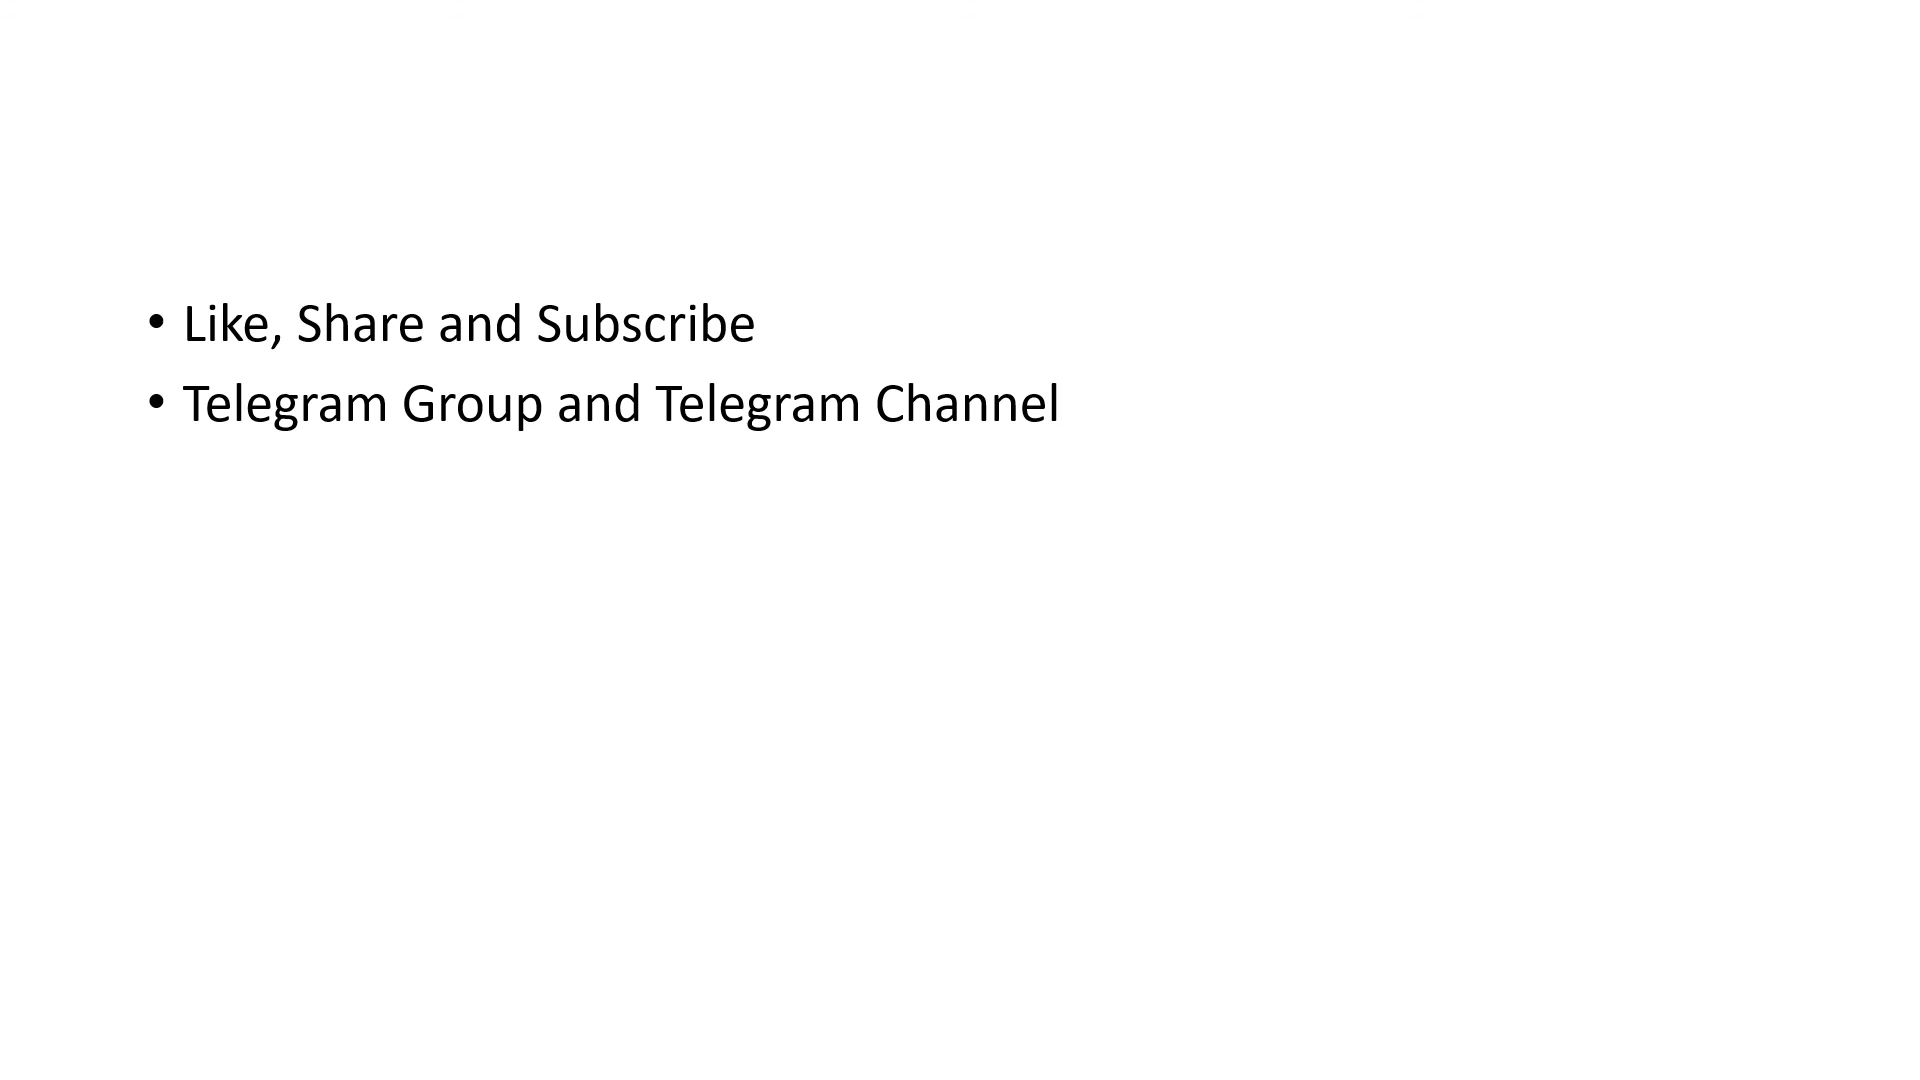 • Like, Share and Subscribe
• Telegram Group and Telegram Channel